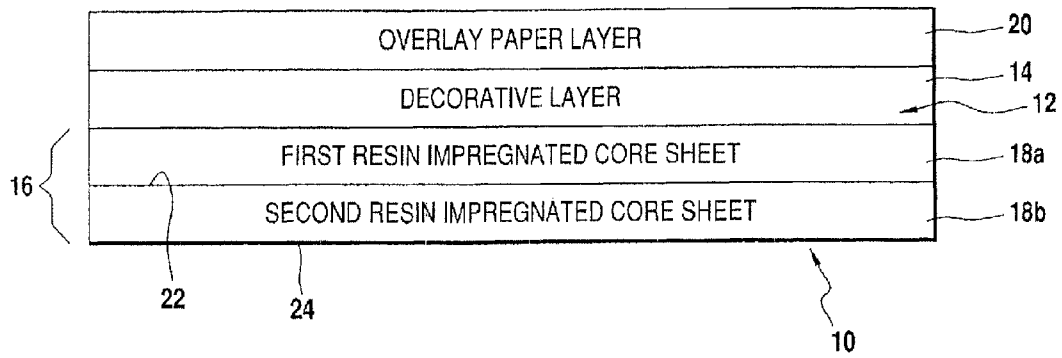 OVERLAY PAPER LAYER 20
14
DECORATIVE LAYER 12
FIRST RESIN IMPREGNATED CORE SHEET 18a
16
SECOND RESIN IMPREGNATED CORE SHEET 18b
22 24 10